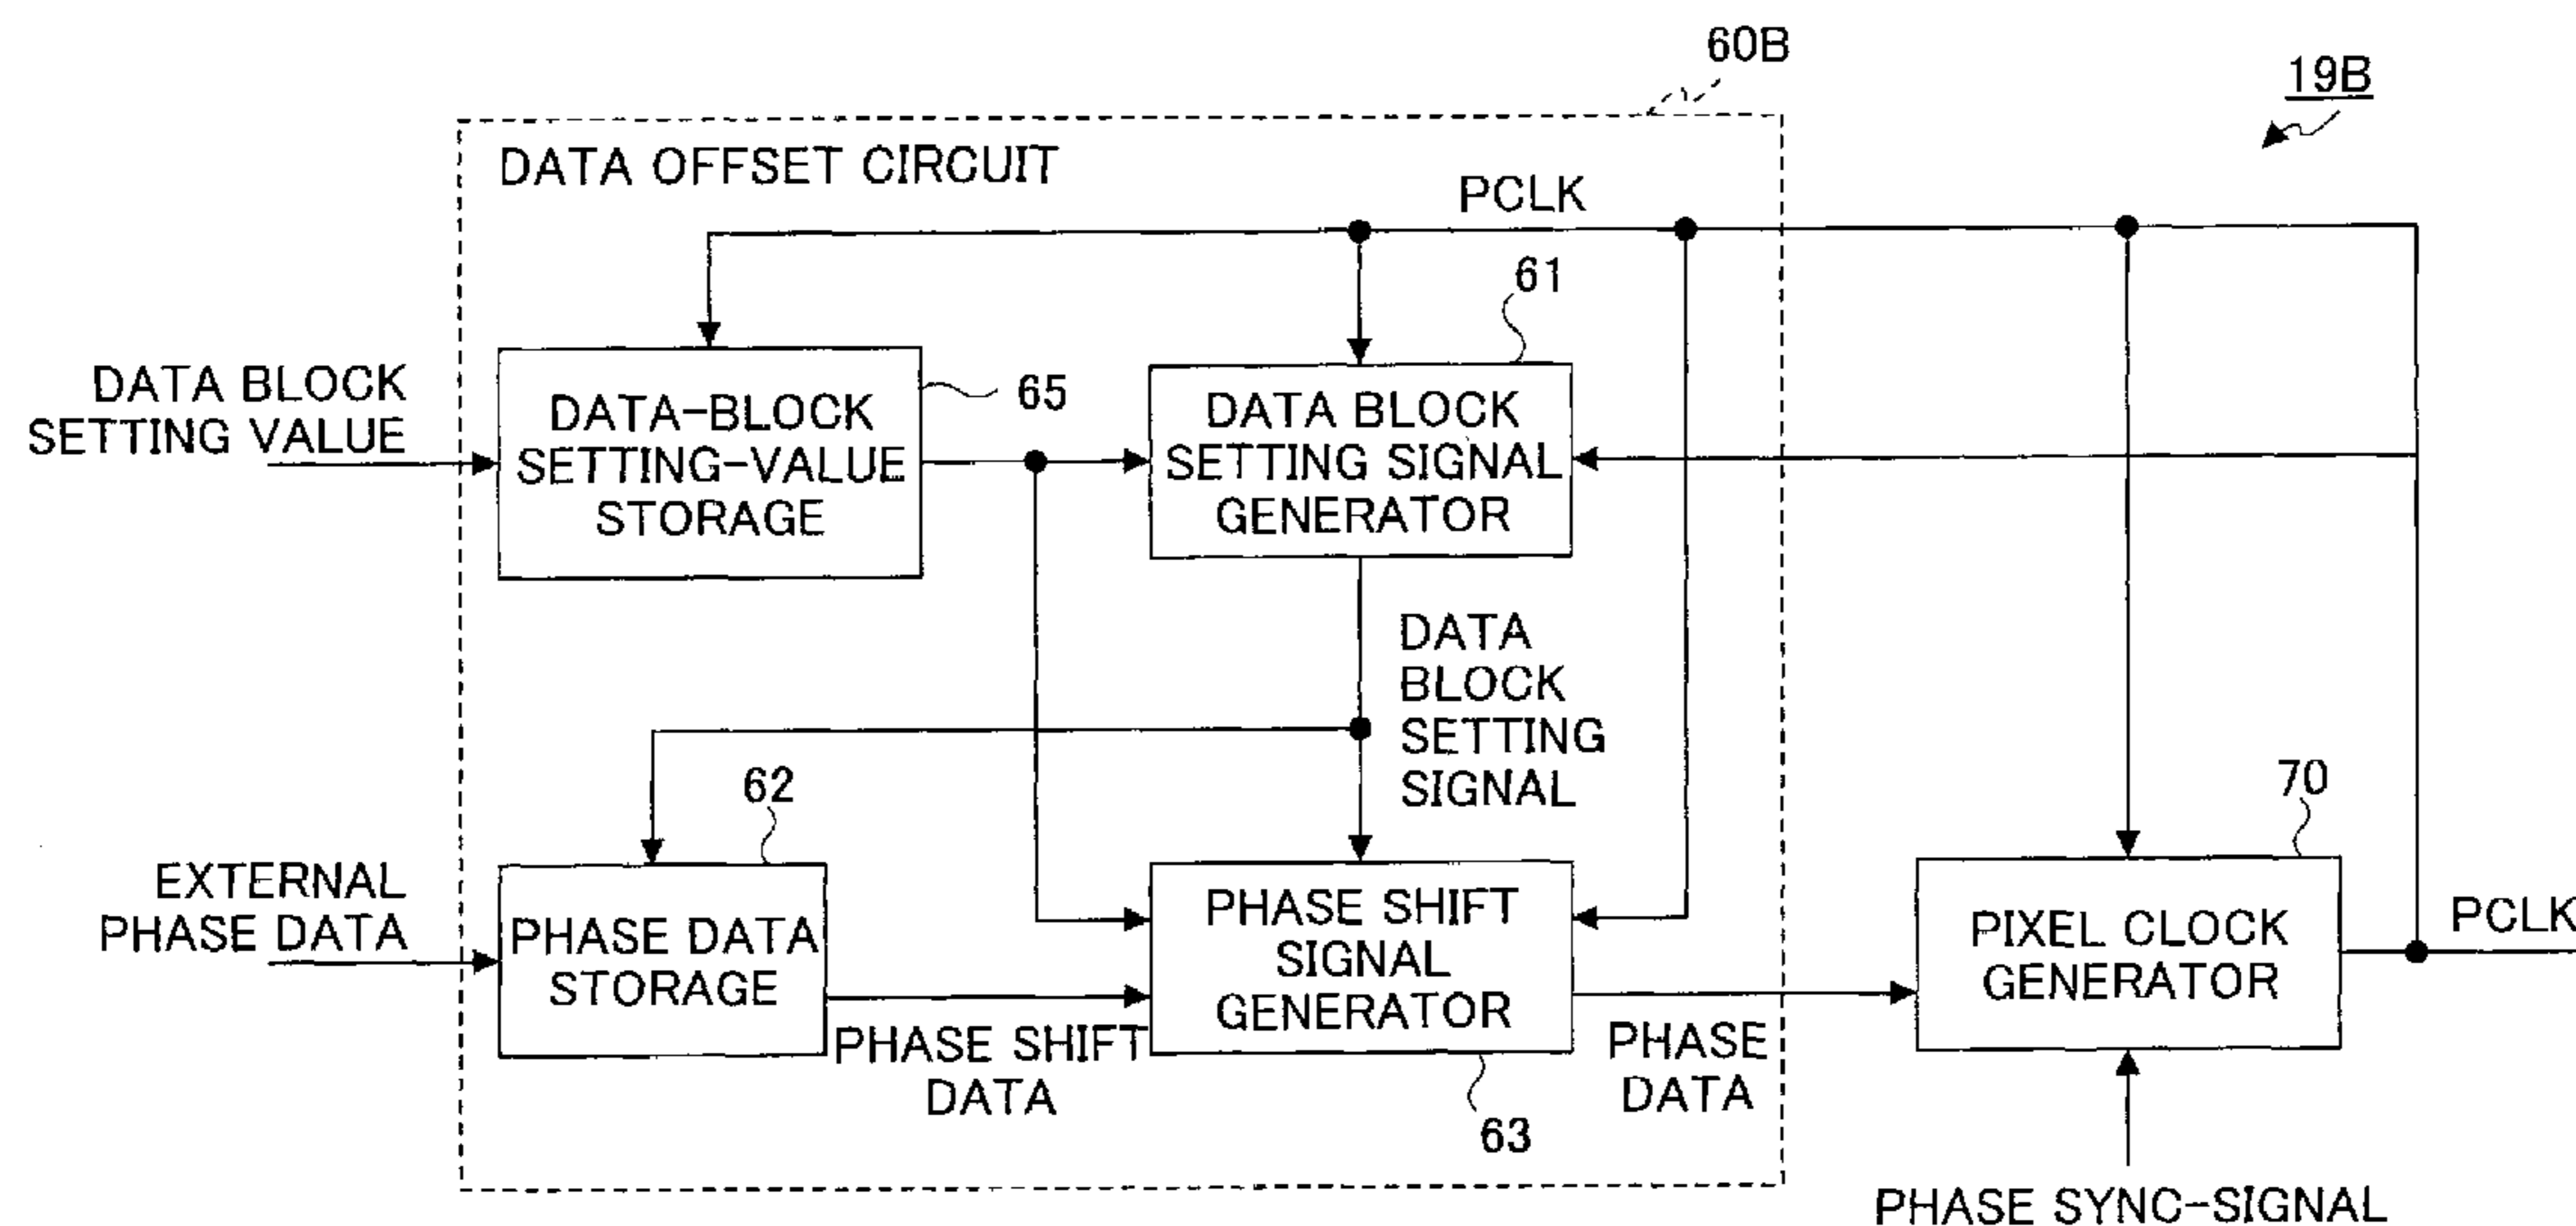 60B
19B
DATA OFFSET CIRCUIT
PCLK
61
DATA BLOCK
SETTING VALUE
65
DATA-BLOCK
SETTING-VALUE
STORAGE
DATA BLOCK
SETTING SIGNAL
GENERATOR
DATA
BLOCK
SETTING
SIGNAL
62
70
EXTERNAL
PHASE DATA
PHASE DATA
STORAGE
PHASE SHIFT
SIGNAL
GENERATOR
PIXEL CLOCK
GENERATOR
PCLK
PHASE SHIFT
DATA
PHASE
DATA
63
PHASE SYNC-SIGNAL